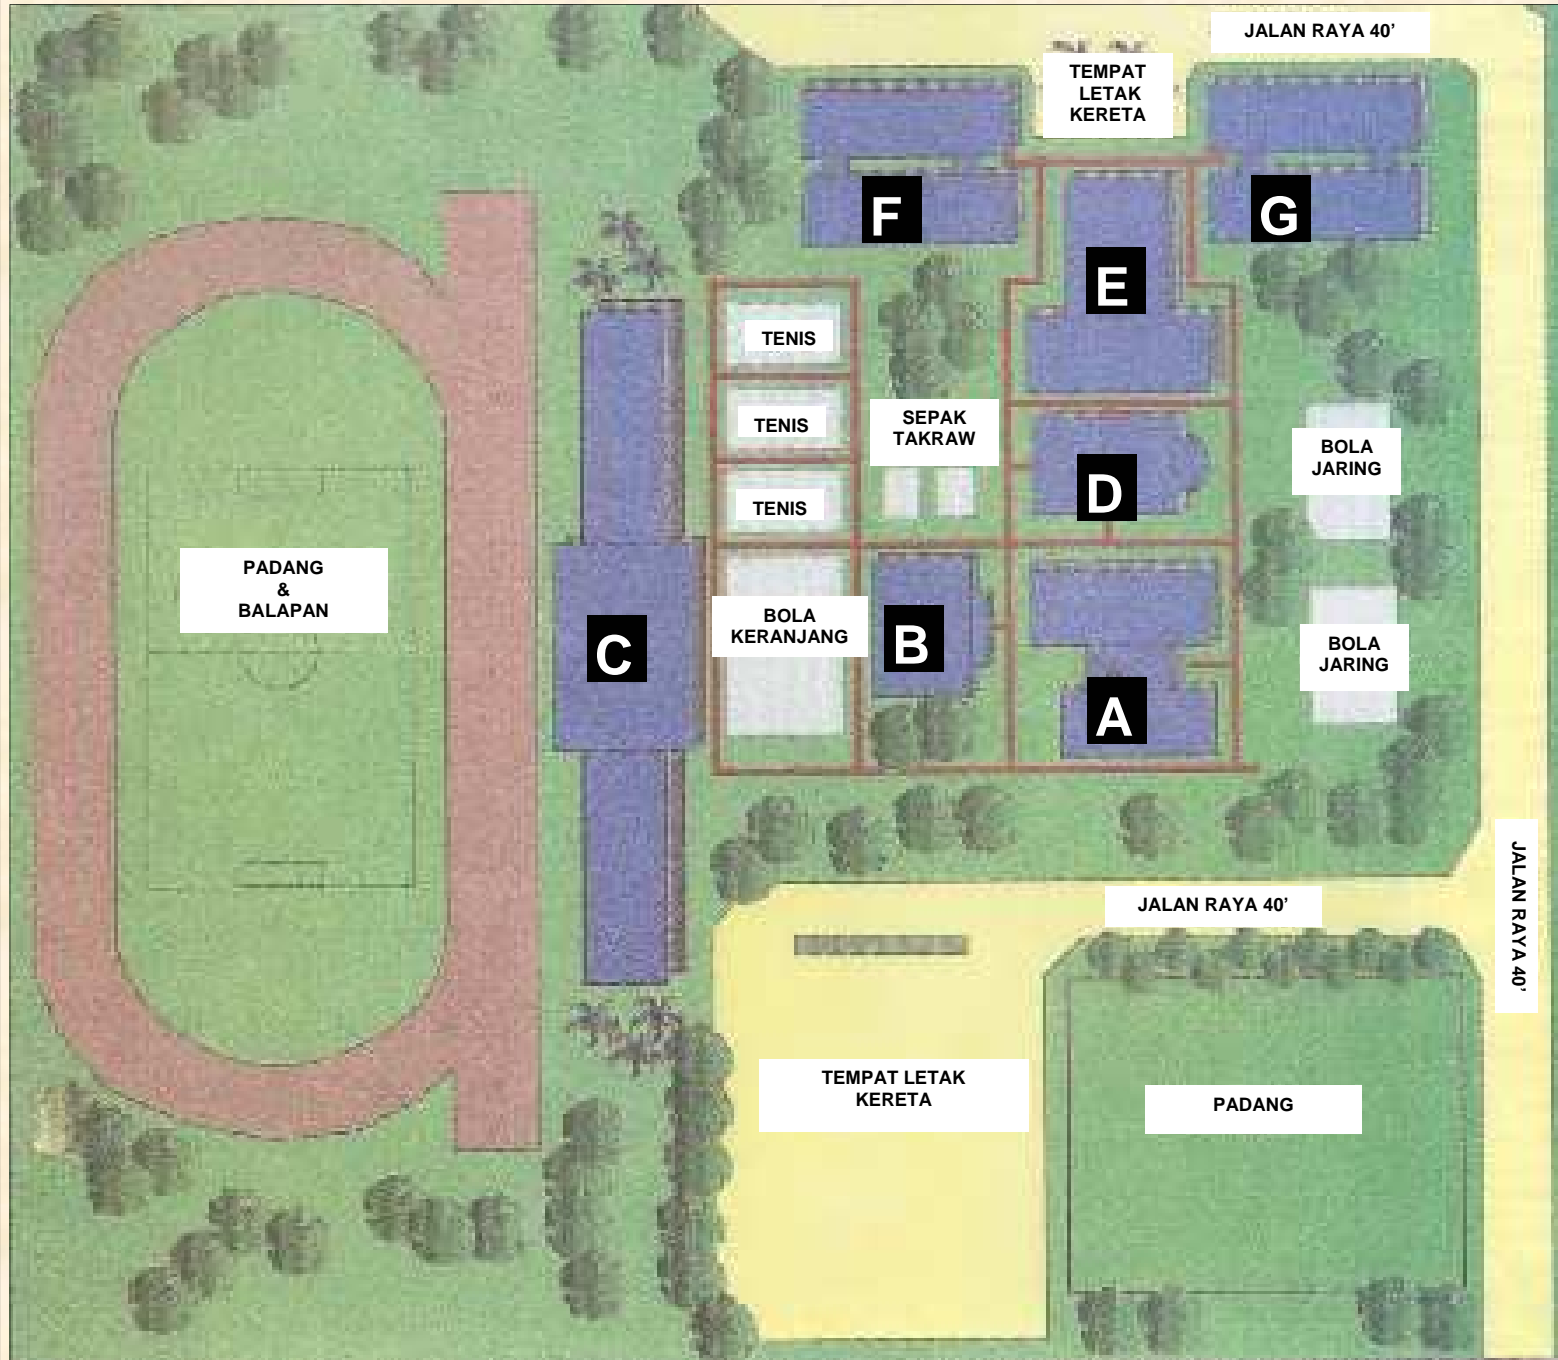 JALAN RAYA 40'
TEMPAT
LETAK
KERETA
F
G
E
TENIS
TENIS
SEPAK
TAKRAW
BOLA
JARING
D
TENIS
PADANG
&
BALAPAN
C
BOLA
KERANJANG
B
BOLA
JARING
A
JALAN RAYA 40'
JALAN RAYA 40'
TEMPAT LETAK
KERETA
PADANG